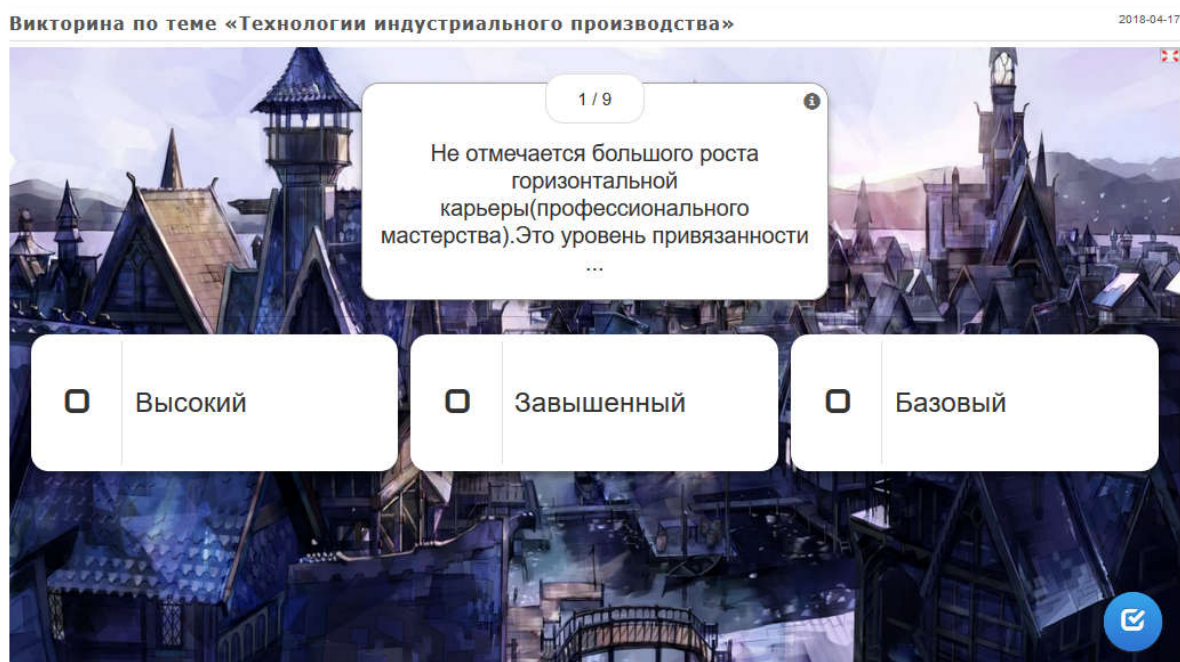 Викторина по теме «Технологии индустриального производства»
2018-04-17
1 / 9
Не отмечается большого роста
горизонтальной
карьеры(профессионального
мастерства).Это уровень привязанности
...
Высокий
Завышенный
Базовый